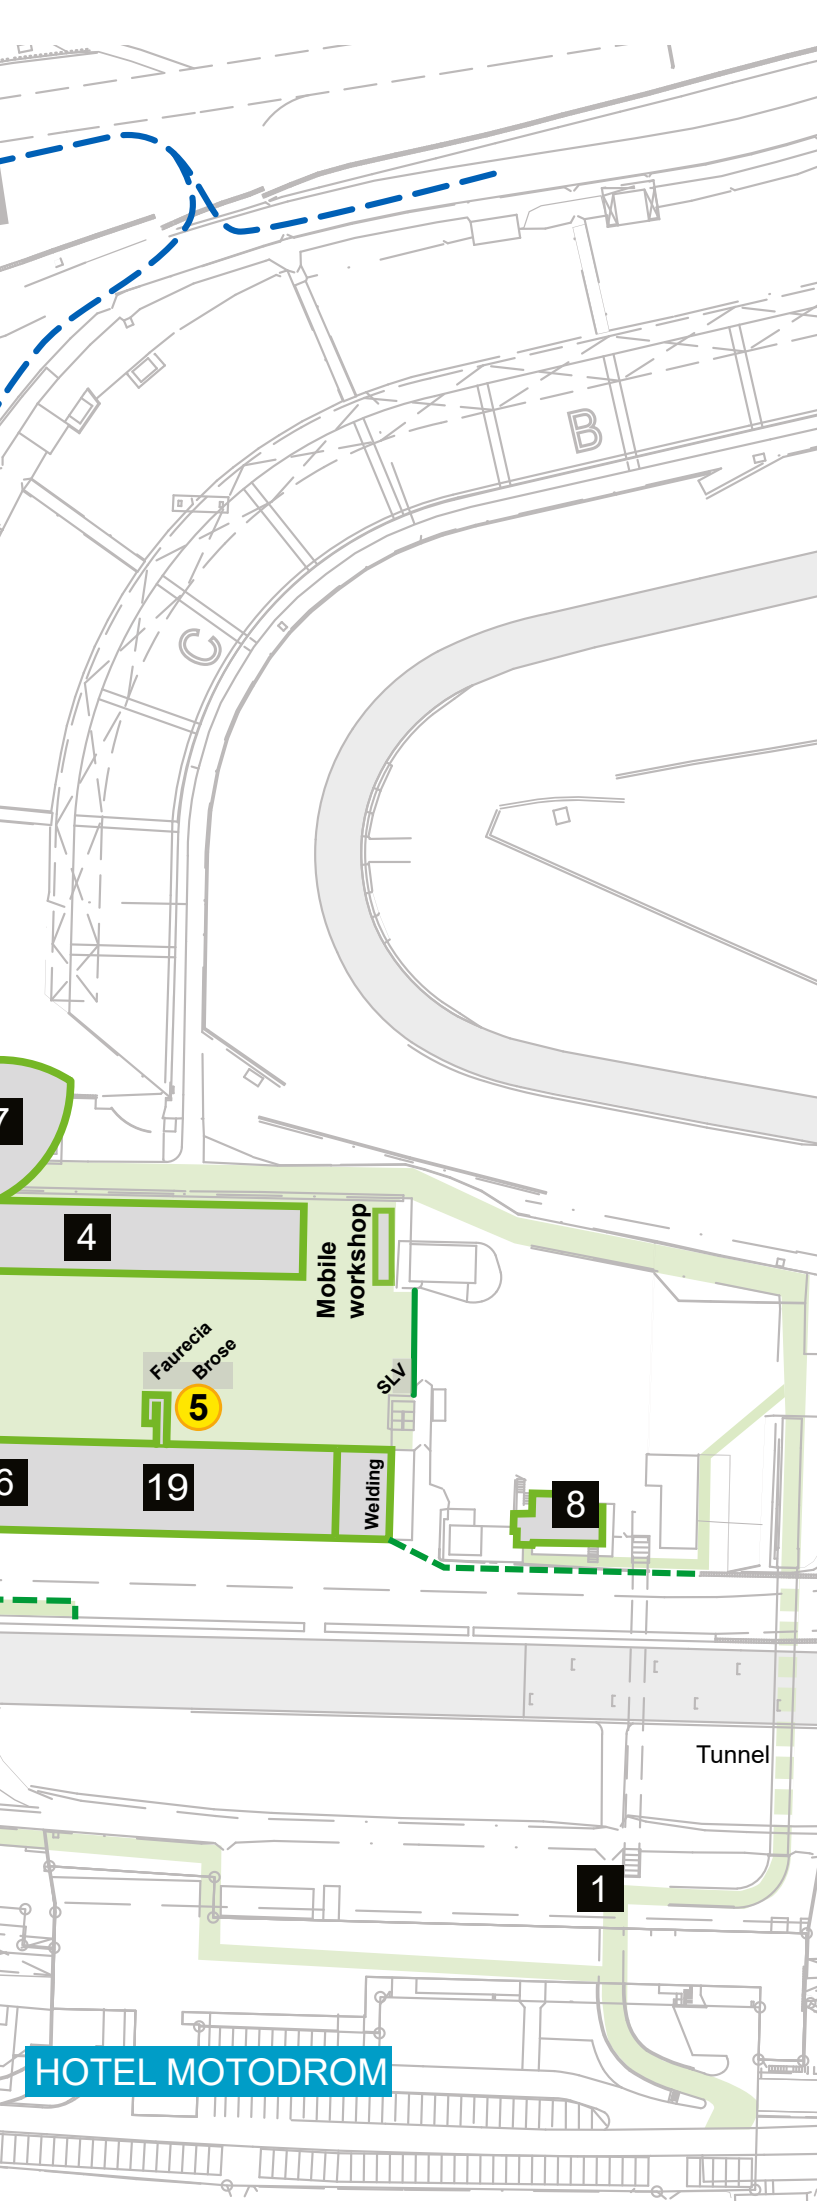 B
C
7
4
Mobile
workshop
Faurecia
Brose
5
SLV
6
19
Welding
8
Tunnel
1
HOTEL MOTODROM